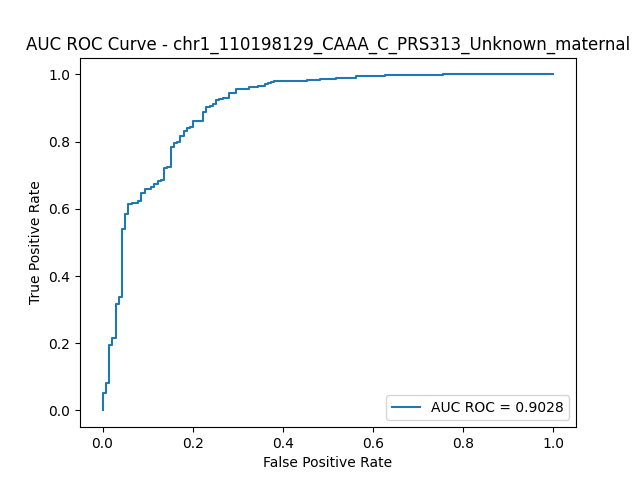 AUC ROC Curve - chr1_110198129_CAAA_C_PRS313_Unknown_maternal
1.0
0.8
0.6
0.4
0.2
0.0
True Positive Rate
AUC ROC = 0.9028
0.0 0.2 0.4 0.6 0.8 1.0
False Positive Rate